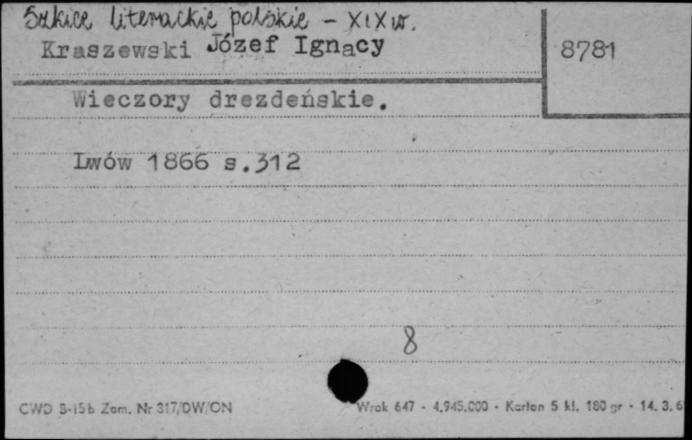 Szkice literackie polskie - XIX w.
Kraszewski Józef Ignacy
8781
Wieczory drezdeńskie.
Lwów 1866 s.312
8
CWD B-15b Zam. Nr 317/DW/ON Wrak 647 - 4.945.000 - Karton 5 kl. 180 gr - 14. 3. 6